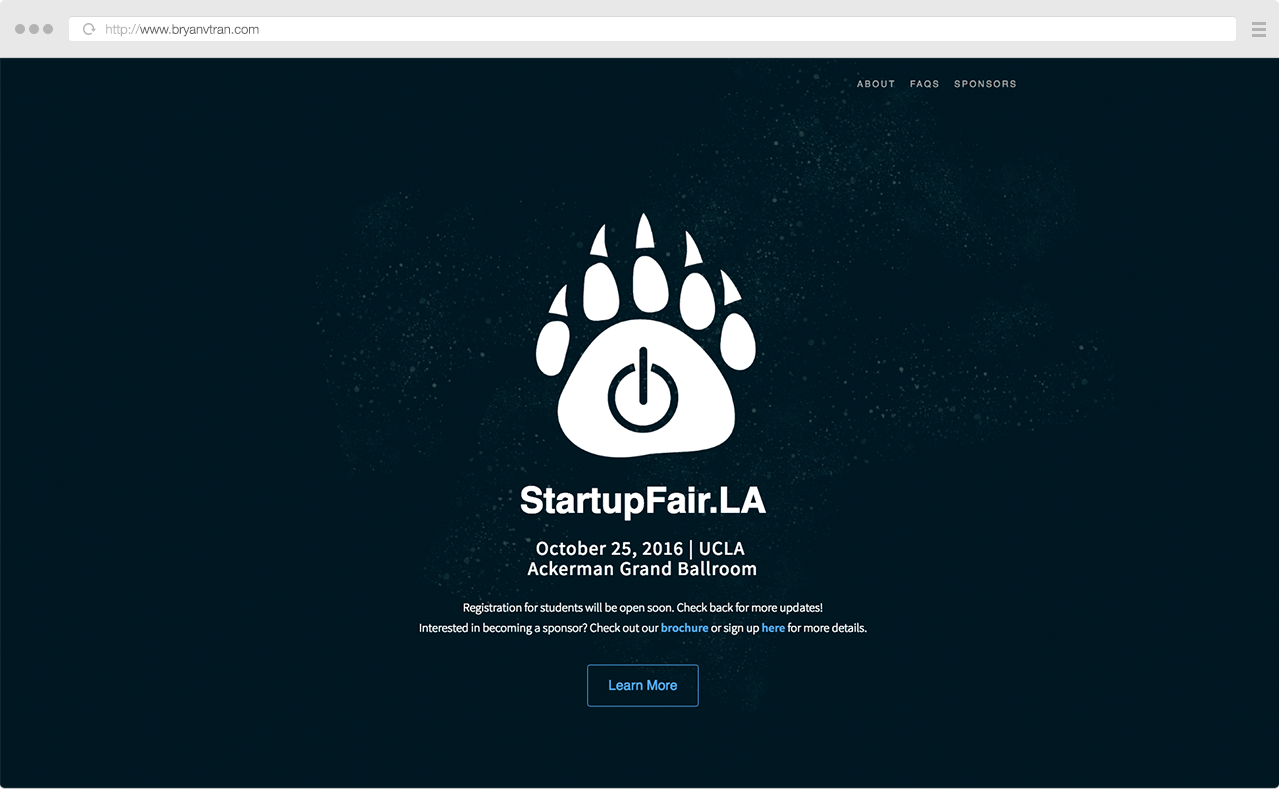 http://www.bryanvtran.com
ABOUT FAQS SPONSORS
StartupFair.LA
October 25, 2016 | UCLA
Ackerman Grand Ballroom
Registration for students will be open soon. Check back for more updates!
Interested in becoming a sponsor? Check out our brochure or sign up here for more details.
Learn More